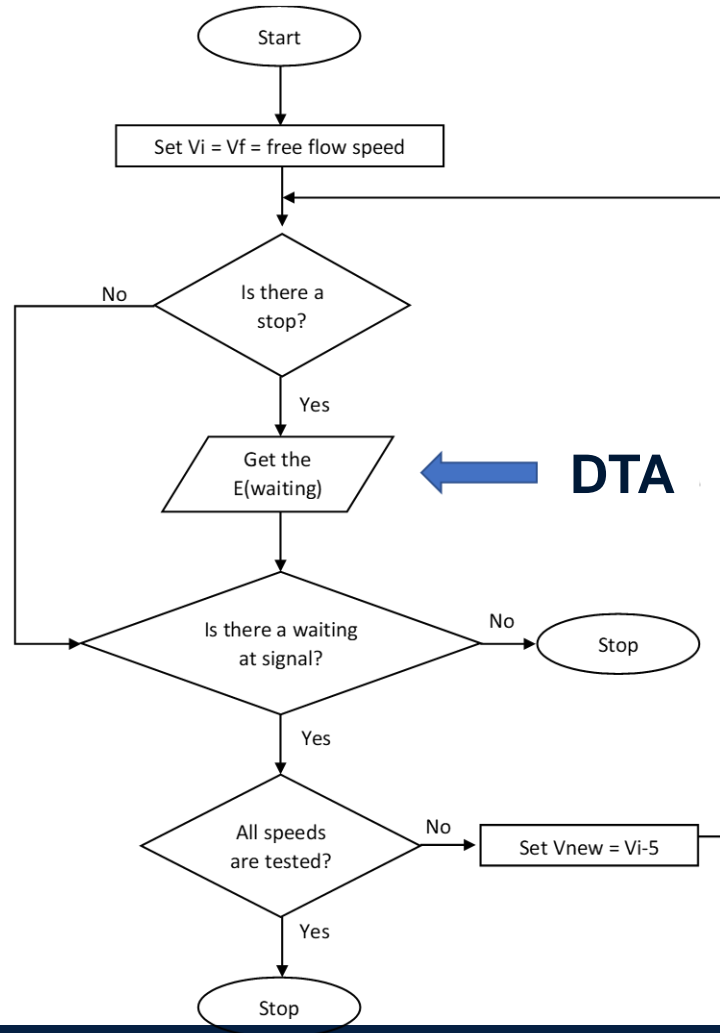 Start
Set Vi = Vf = free flow speed
No
Is there a
stop?
Yes
Get the
E(waiting)
DTA
Is there a waiting
at signal?
No
Stop
Yes
All speeds
are tested?
No
Set Vnew = Vi-5
Yes
Stop